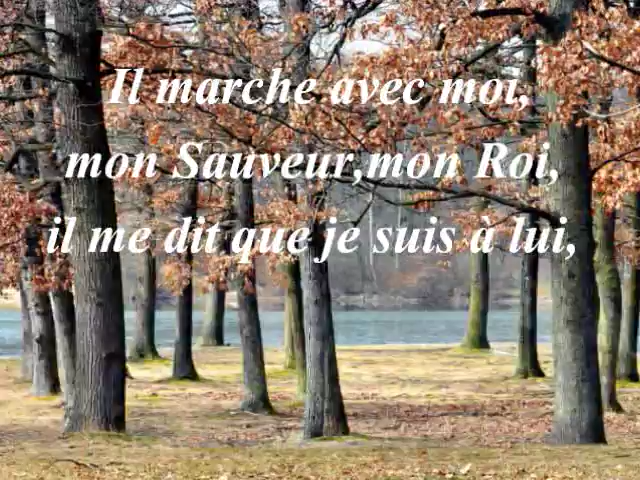 Il marche avec moi,
mon Sauveur,mon Roi,
il me dit que je suis à lui,